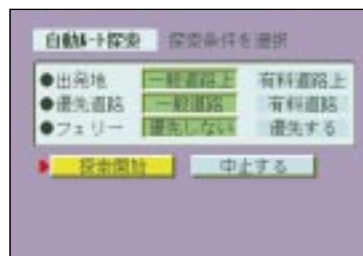 自動ルート探索 探索条件を選択
●出発地 一般道路上 有料道路上
●優先道路 一般道路 有料道路
●フェリー 優先しない 優先する
探索開始 中止する